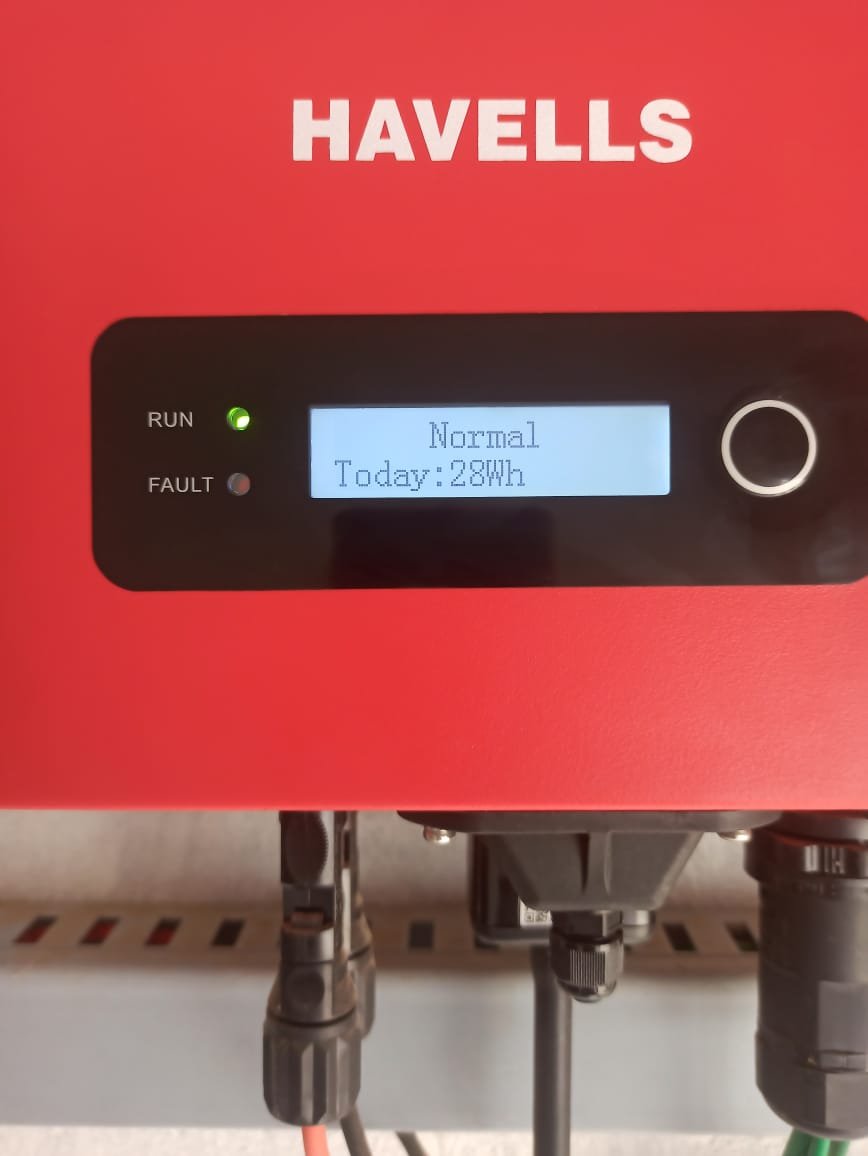 HAVELLS
RUN
Normal
Today:28Wh
FAULT